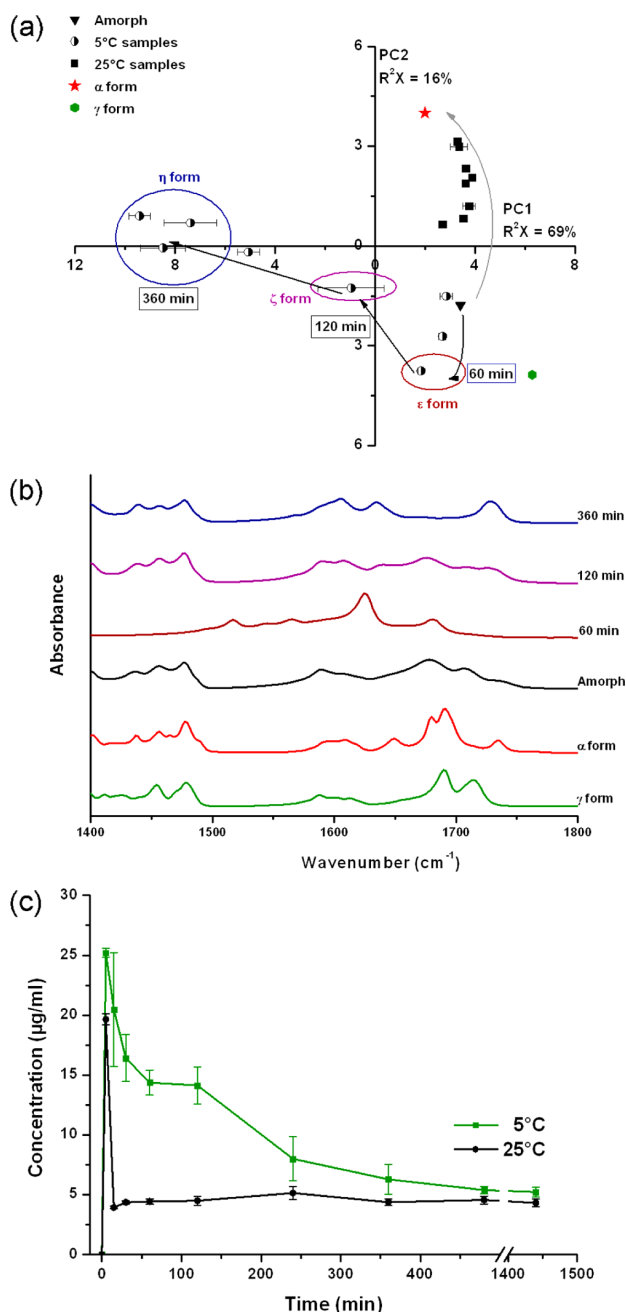 (a)
Amorph
5°C samples
25°C samples
α form
γ form
PC2
R²X = 16%
6
3
0
3
6
PC1
R²X= 69%
12
8
4
0
4
8
η form
360 min
ζ form
120 min
60 min
ε form
(b)
Absorbance
360 min
120 min
60 min
Amorph
α form
γ form
1400
1500
1600
1700
1800
Wavenumber (cm⁻¹)
(c)
Concentration (µg/ml)
30
25
20
15
10
5
0
5°C
25°C
0
100
200
300
400
1400
1500
Time (min)